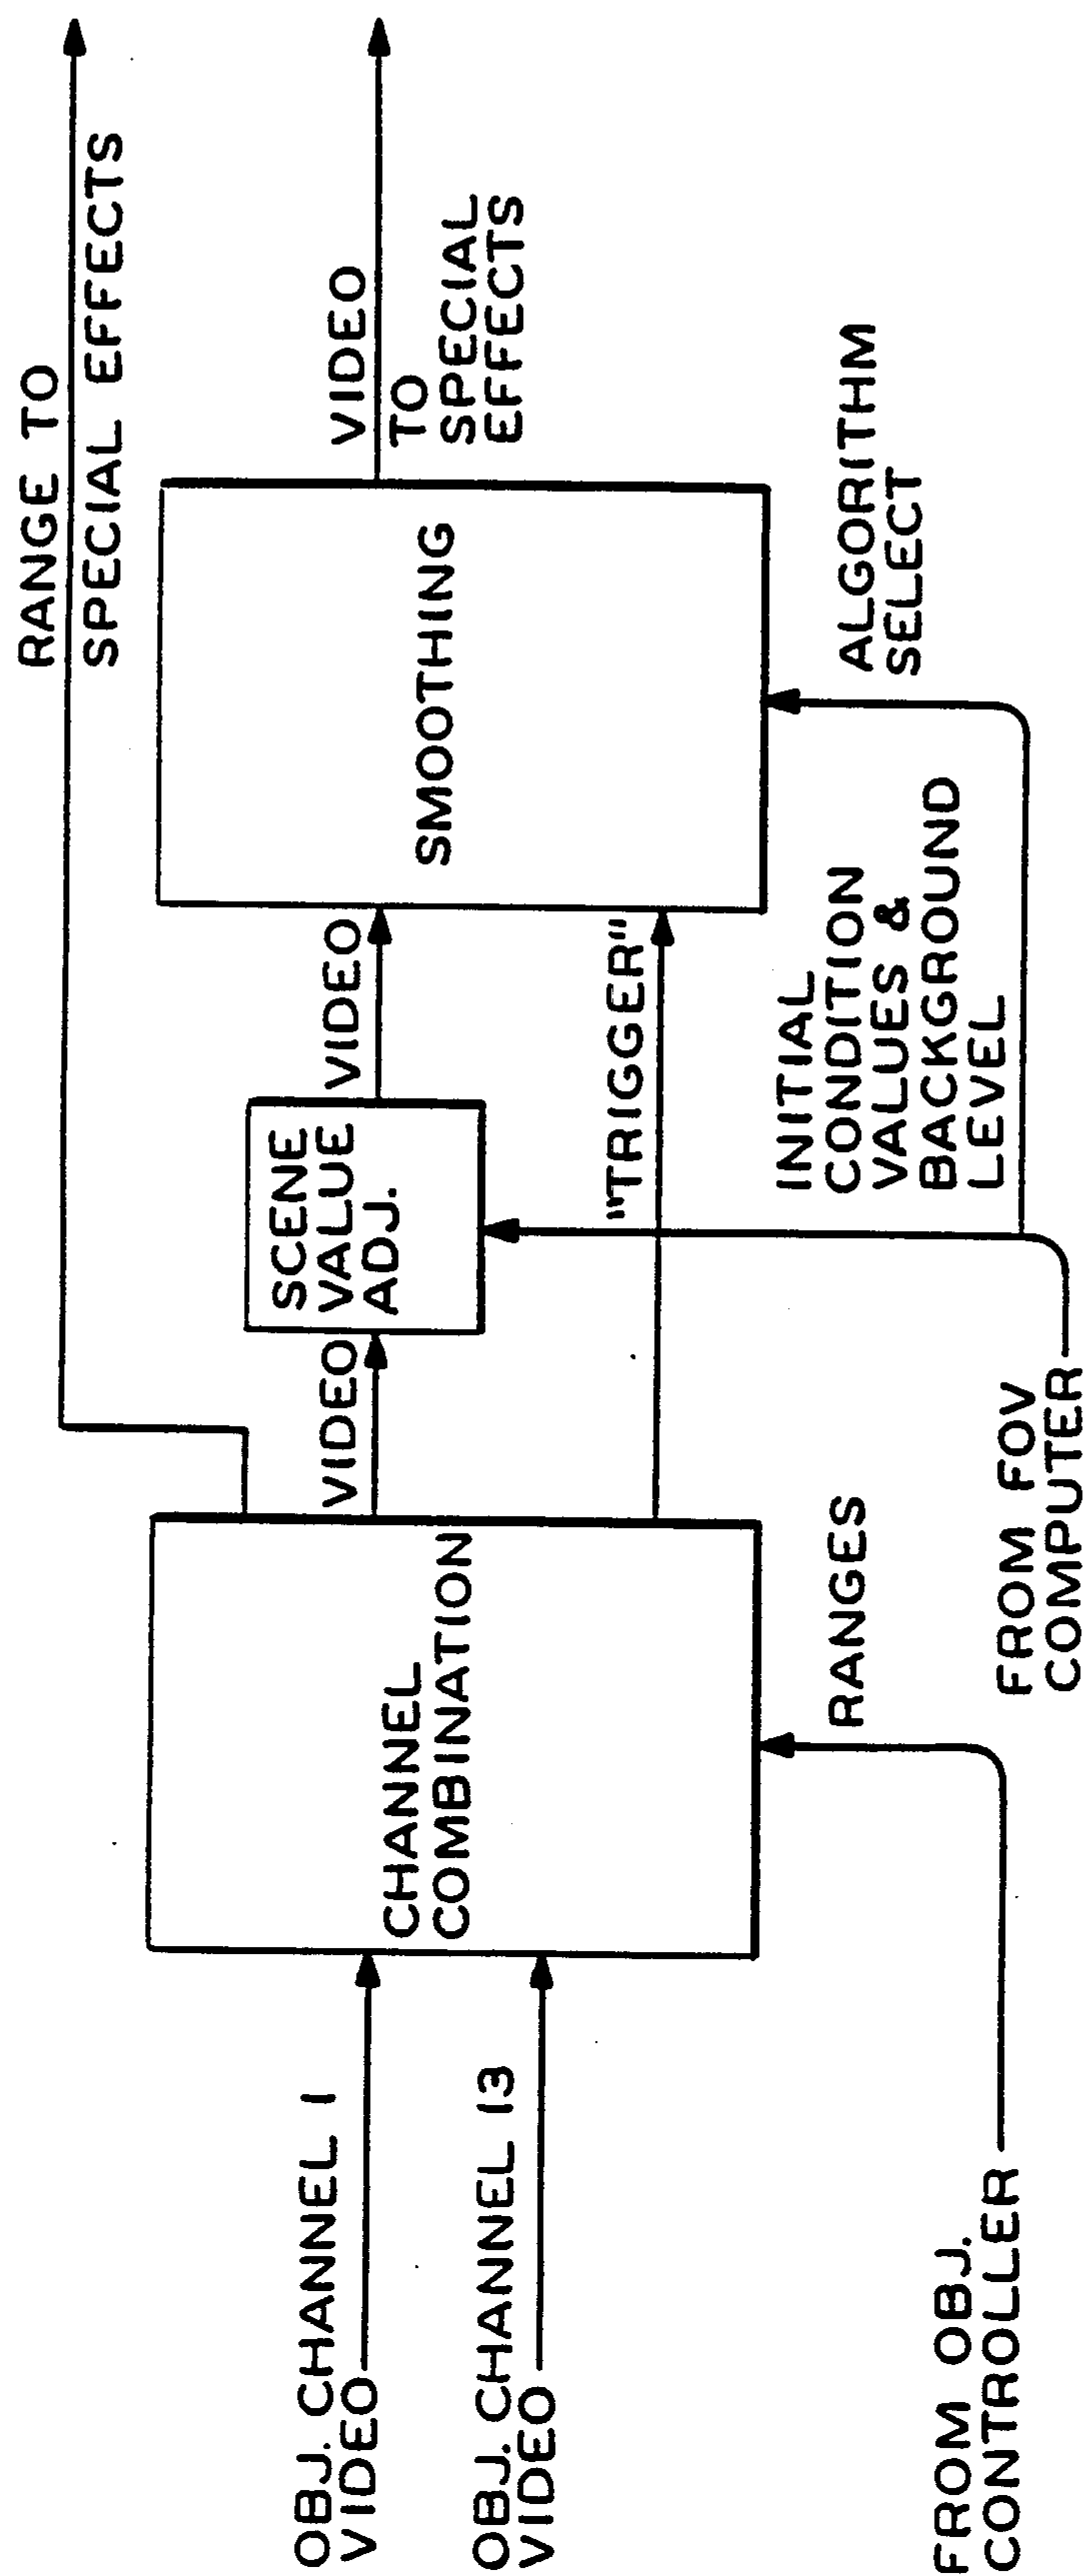 RANGE TO
SPECIAL EFFECTS
OBJ. CHANNEL 1
VIDEO
OBJ. CHANNEL 13
VIDEO
CHANNEL
COMBINATION
VIDEO
SCENE
VALUE
ADJ.
VIDEO
"TRIGGER"
SMOOTHING
VIDEO
TO
SPECIAL
EFFECTS
FROM OBJ.
CONTROLLER
RANGES
FROM FOV
COMPUTER
INITIAL
CONDITION
VALUES &
BACKGROUND
LEVEL
ALGORITHM
SELECT